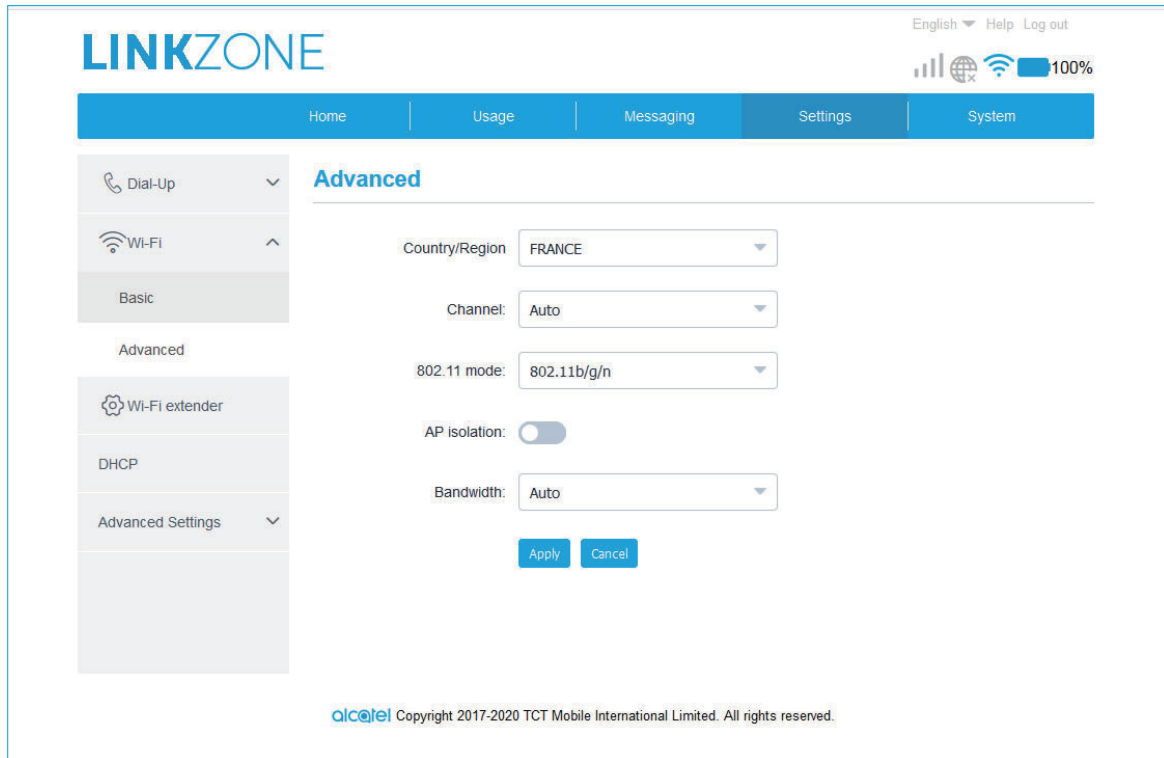 English Help Log out
LINKZONE
100%
Home Usage Messaging Settings System
Dial-Up
Wi-Fi
Basic
Advanced
Wi-Fi extender
DHCP
Advanced Settings
Advanced
Country/Region FRANCE
Channel: Auto
802.11 mode: 802.11b/g/n
AP isolation:
Bandwidth: Auto
Apply Cancel
alcatel Copyright 2017-2020 TCT Mobile International Limited. All rights reserved.